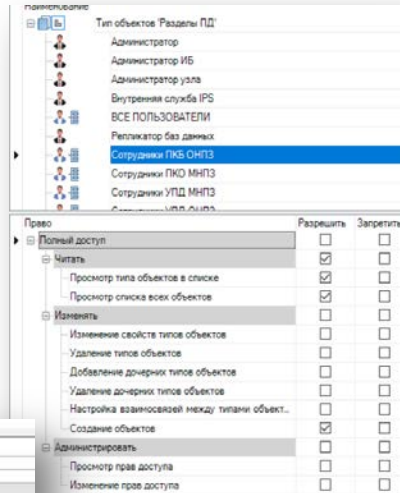 Наименование
Тип объектов 'Разделы ПД'
Администратор
Администратор ИБ
Администратор узла
Внутренняя служба IPS
ВСЕ ПОЛЬЗОВАТЕЛИ
Репликатор баз данных
Сотрудники ПКБ ОНПЗ
Сотрудники ПКО МНПЗ
Сотрудники УПД МНПЗ
Сотрудники УПД ОНПЗ
Право Разрешить Запретить
Полный доступ
Читать
Просмотр типа объектов в списке
Просмотр списка всех объектов
Изменять
Изменение свойств типов объектов
Удаление типов объектов
Добавление дочерних типов объектов
Удаление дочерних типов объектов
Настройка взаимосвязей между типами объект...
Создание объектов
Администрировать
Просмотр прав доступа
Изменение прав доступа